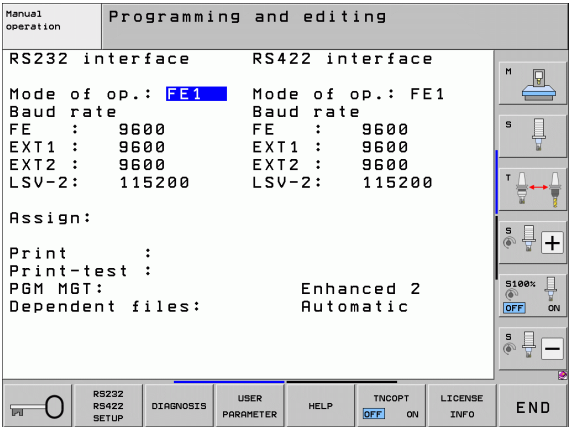 Manual
operation
Programming and editing
RS232 interface RS422 interface
Mode of op.: FE1 Mode of op.: FE1
Baud rate Baud rate
FE : 9600 FE : 9600
EXT1 : 9600 EXT1 : 9600
EXT2 : 9600 EXT2 : 9600
LSV-2: 115200 LSV-2: 115200
Assign:
Print :
Print-test :
PGM MGT: Enhanced 2
Dependent files: Automatic
M
S
T
S
+
S100%
OFF ON
S
–
RS232
RS422
SETUP
DIAGNOSIS
USER
PARAMETER
HELP
TNCOPT
OFF ON
LICENSE
INFO
END